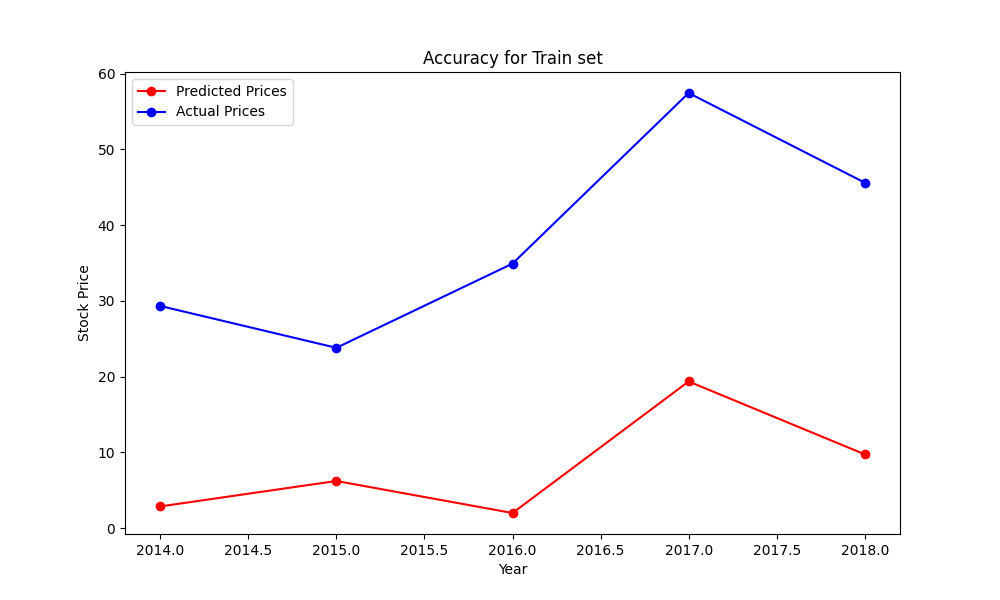 Accuracy for Train set
Predicted Prices
Actual Prices
60
50
40
30
20
10
0
Stock Price
2014.0 2014.5 2015.0 2015.5 2016.0 2016.5 2017.0 2017.5 2018.0
Year